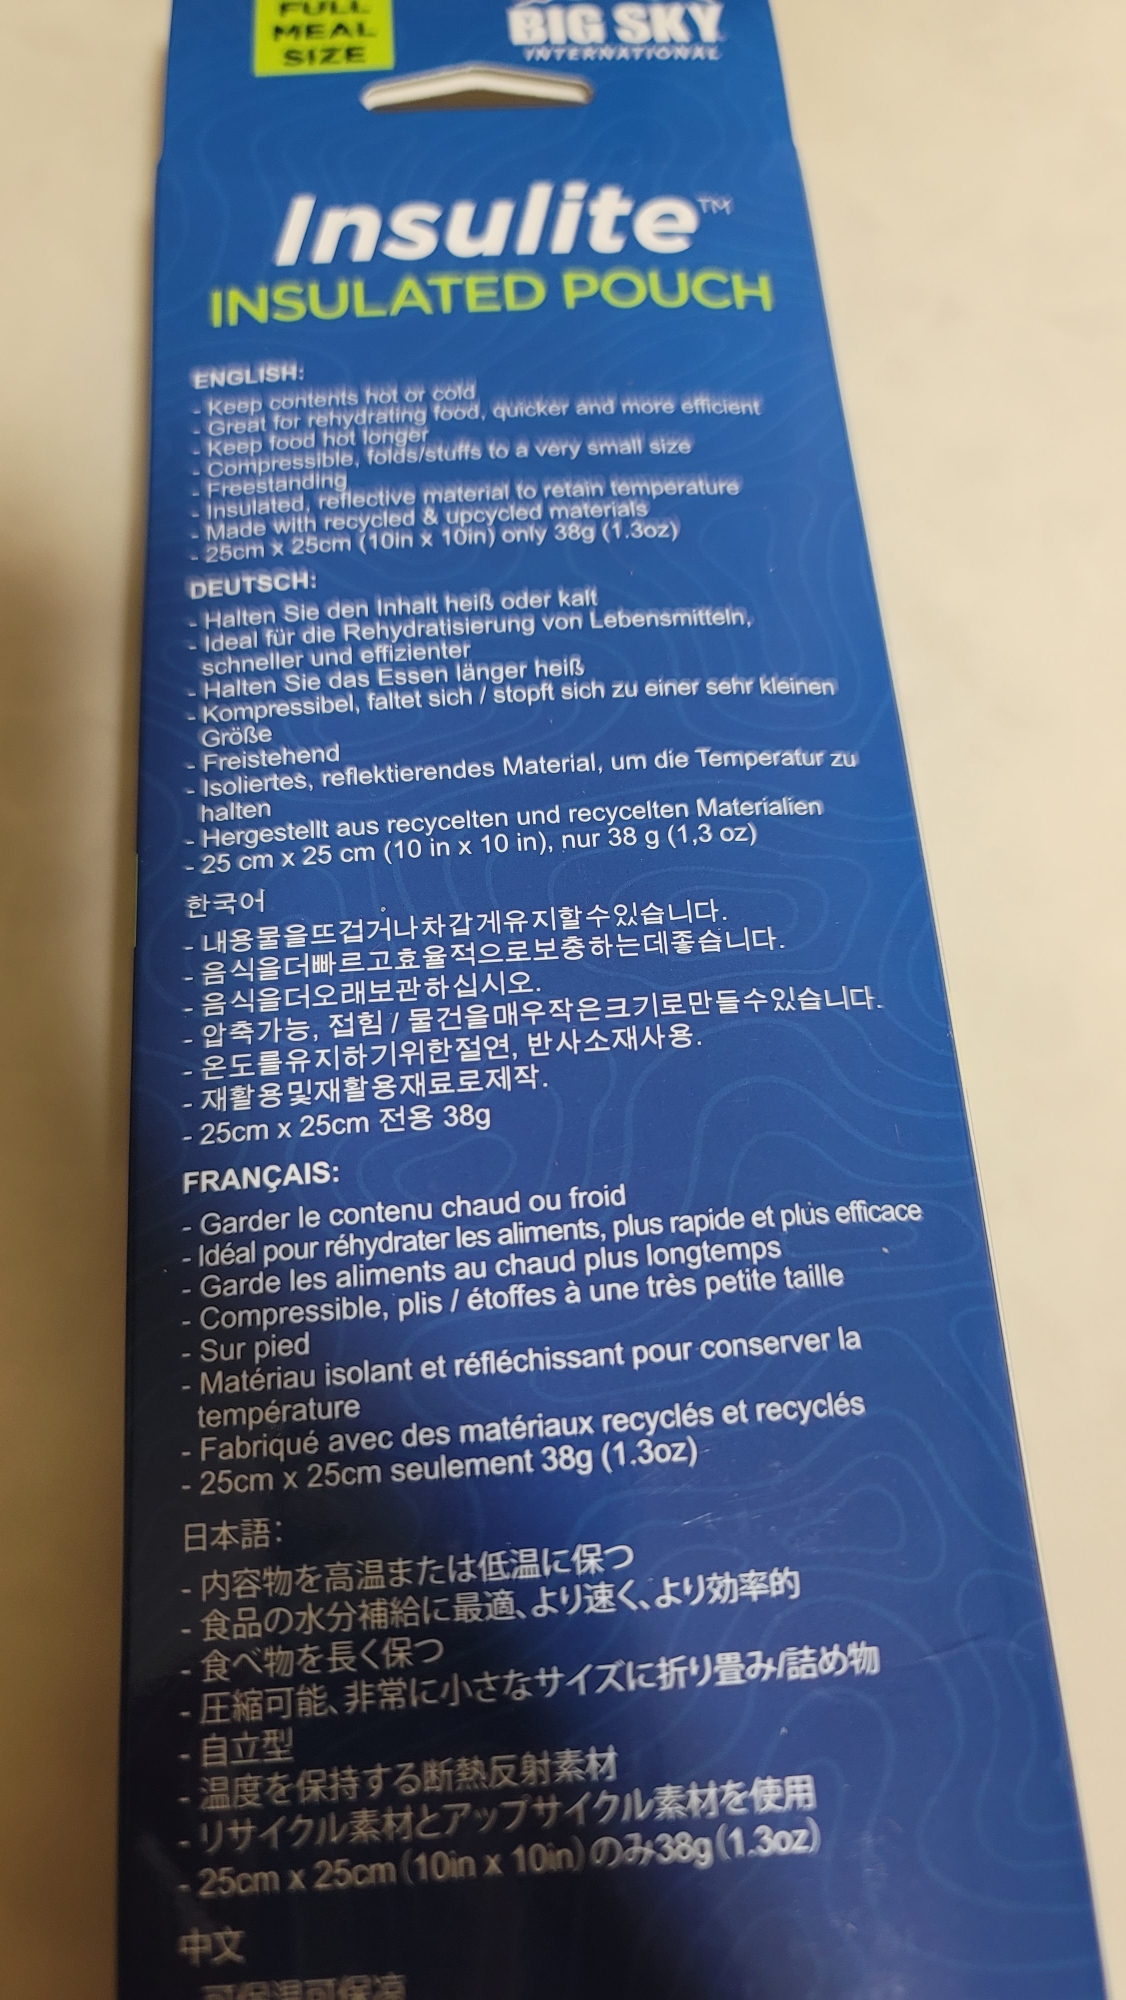 FULL
MEAL
SIZE
BIG SKY
INTERNATIONAL
Insulite™
INSULATED POUCH
ENGLISH:
- Keep contents hot or cold
- Great for rehydrating food, quicker and more efficient
- Keep food hot longer
- Compressible, folds/stuffs to a very small size
- Freestanding
- Insulated, reflective material to retain temperature
- Made with recycled & upcycled materials
- 25cm x 25cm (10in x 10in) only 38g (1.3oz)
DEUTSCH:
- Halten Sie den Inhalt heiß oder kalt
- Ideal für die Rehydratisierung von Lebensmitteln,
schneller und effizienter
- Halten Sie das Essen länger heiß
- Kompressibel, faltet sich / stopft sich zu einer sehr kleinen
Größe
- Freistehend
- Isoliertes, reflektierendes Material, um die Temperatur zu
halten
- Hergestellt aus recycelten und recycelten Materialien
- 25 cm x 25 cm (10 in x 10 in), nur 38 g (1,3 oz)
한국어
- 내용물을뜨겁거나차갑게유지할수있습니다.
- 음식을더빠르고효율적으로보충하는데좋습니다.
- 음식을더오래보관하십시오.
- 압축가능, 접힘 / 물건을매우작은크기로만들수있습니다.
- 온도를유지하기위한절연, 반사소재사용.
- 재활용및재활용재료로제작.
- 25cm x 25cm 전용 38g
FRANÇAIS:
- Garder le contenu chaud ou froid
- Idéal pour réhydrater les aliments, plus rapide et plus efficace
- Garde les aliments au chaud plus longtemps
- Compressible, plis / étoffes à une très petite taille
- Sur pied
- Matériau isolant et réfléchissant pour conserver la
température
- Fabriqué avec des matériaux recyclés et recyclés
- 25cm x 25cm seulement 38g (1.3oz)
日本語:
- 内容物を高温または低温に保つ
- 食品の水分補給に最適、より速く、より効率的
- 食べ物を長く保つ
- 圧縮可能、非常に小さなサイズに折り畳み/詰め物
- 自立型
- 温度を保持する断熱反射素材
- リサイクル素材とアップサイクル素材を使用
- 25cm x 25cm (10in x 10in) のみ38g (1.3oz)
中文
可保温可保凉